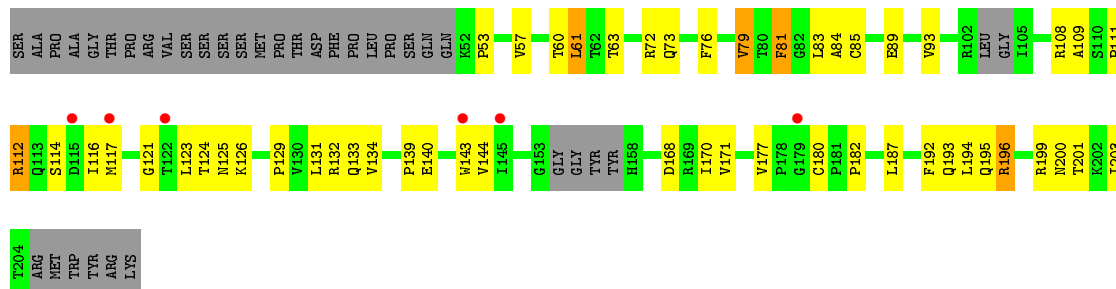 SER ALA PRO ALA GLY THR PRO ARG VAL SER SER SER SER MET PRO THR ASP PHE PRO LEU PRO PRO SER GLN GLN K52 P53 V57 T60 L61 T62 T63 R72 Q73 F76 V79 T80 F81 G82 L83 A84 C85 E89 V93 R102 LEU GLY I105 R108 A109 S110
R112 Q113 S114 D115 I116 M117 G121 T122 L123 T124 N125 K126 P129 V130 L131 R132 Q133 V134 P139 E140 W143 V144 I145 G153 GLY GLY TYR TYR H158 D168 R169 I170 V171 V177 P178 G179 C180 P181 P182 L187 F192 Q193 L194 Q195 R196 R199 N200 T201 K202
T204 ARG MET TRP TYR ARG LYS